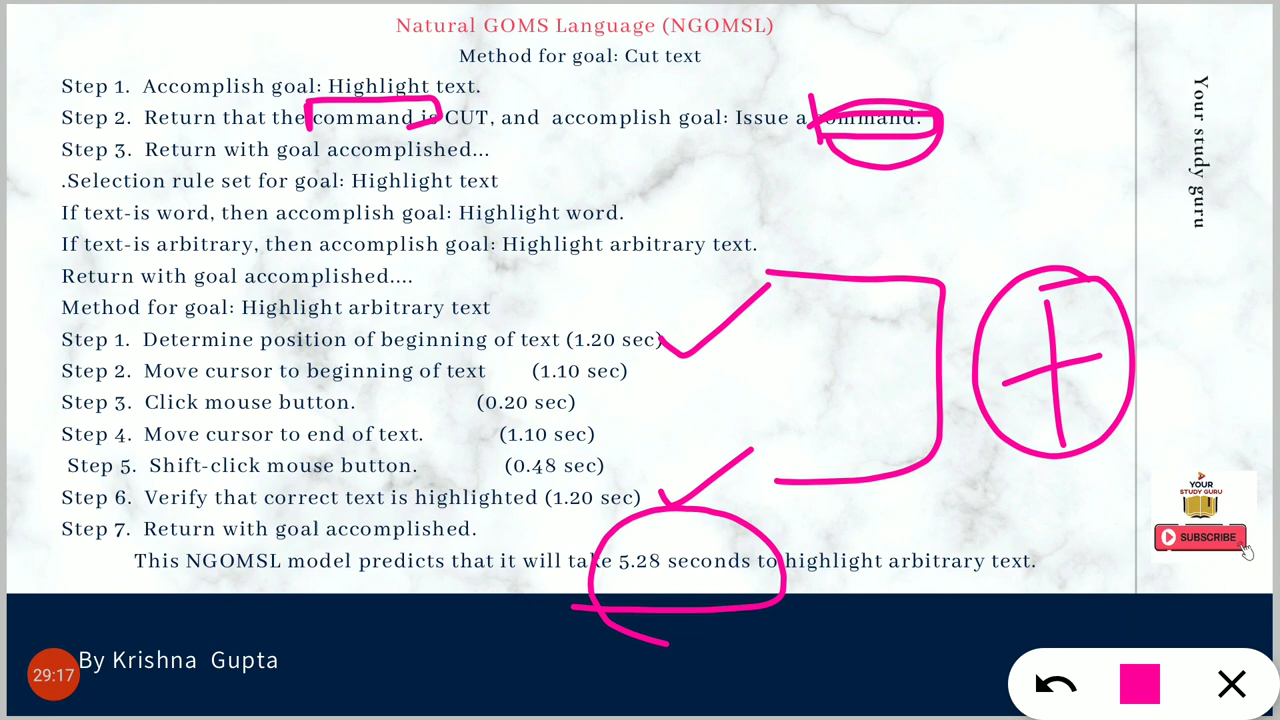 Natural GOMS Language (NGOMSL)
Method for goal: Cut text
Step 1. Accomplish goal: Highlight text.
Step 2. Return that the command is CUT, and accomplish goal: Issue a command.
Step 3. Return with goal accomplished...
.Selection rule set for goal: Highlight text
If text-is word, then accomplish goal: Highlight word.
If text-is arbitrary, then accomplish goal: Highlight arbitrary text.
Return with goal accomplished....
Method for goal: Highlight arbitrary text
Step 1. Determine position of beginning of text (1.20 sec)
Step 2. Move cursor to beginning of text (1.10 sec)
Step 3. Click mouse button. (0.20 sec)
Step 4. Move cursor to end of text. (1.10 sec)
Step 5. Shift-click mouse button. (0.48 sec)
Step 6. Verify that correct text is highlighted (1.20 sec)
Step 7. Return with goal accomplished.
This NGOMSL model predicts that it will take 5.28 seconds to highlight arbitrary text.
Your study guru
YOUR
STUDY GURU
SUBSCRIBE
29:17
By Krishna Gupta